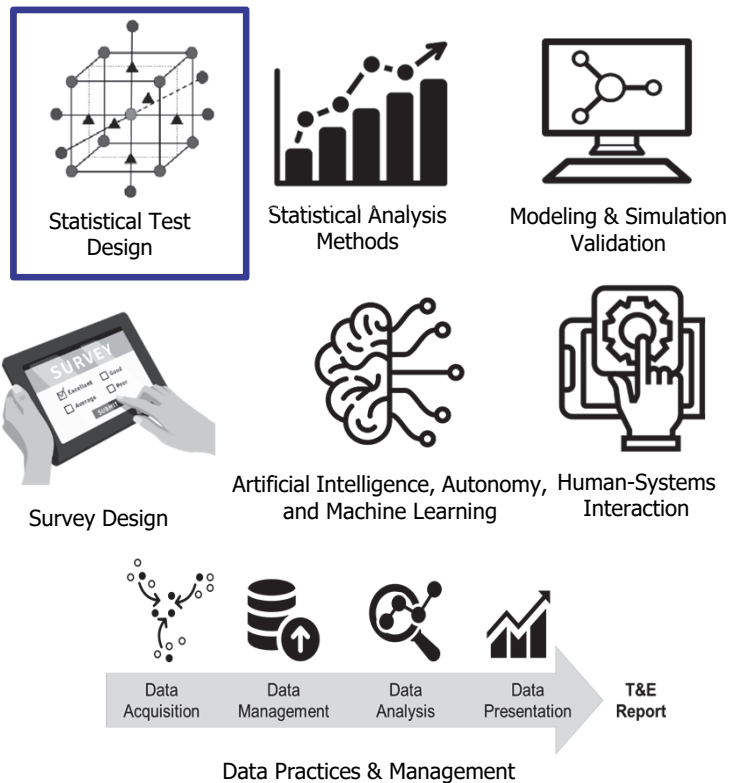 Statistical Test
Design
Statistical Analysis
Methods
Modeling & Simulation
Validation
SURVEY
Excellent
Good
Average
Poor
SUBMIT
Survey Design
Artificial Intelligence, Autonomy,
and Machine Learning
Human-Systems
Interaction
Data
Acquisition
Data
Management
Data
Analysis
Data
Presentation
T&E
Report
Data Practices & Management